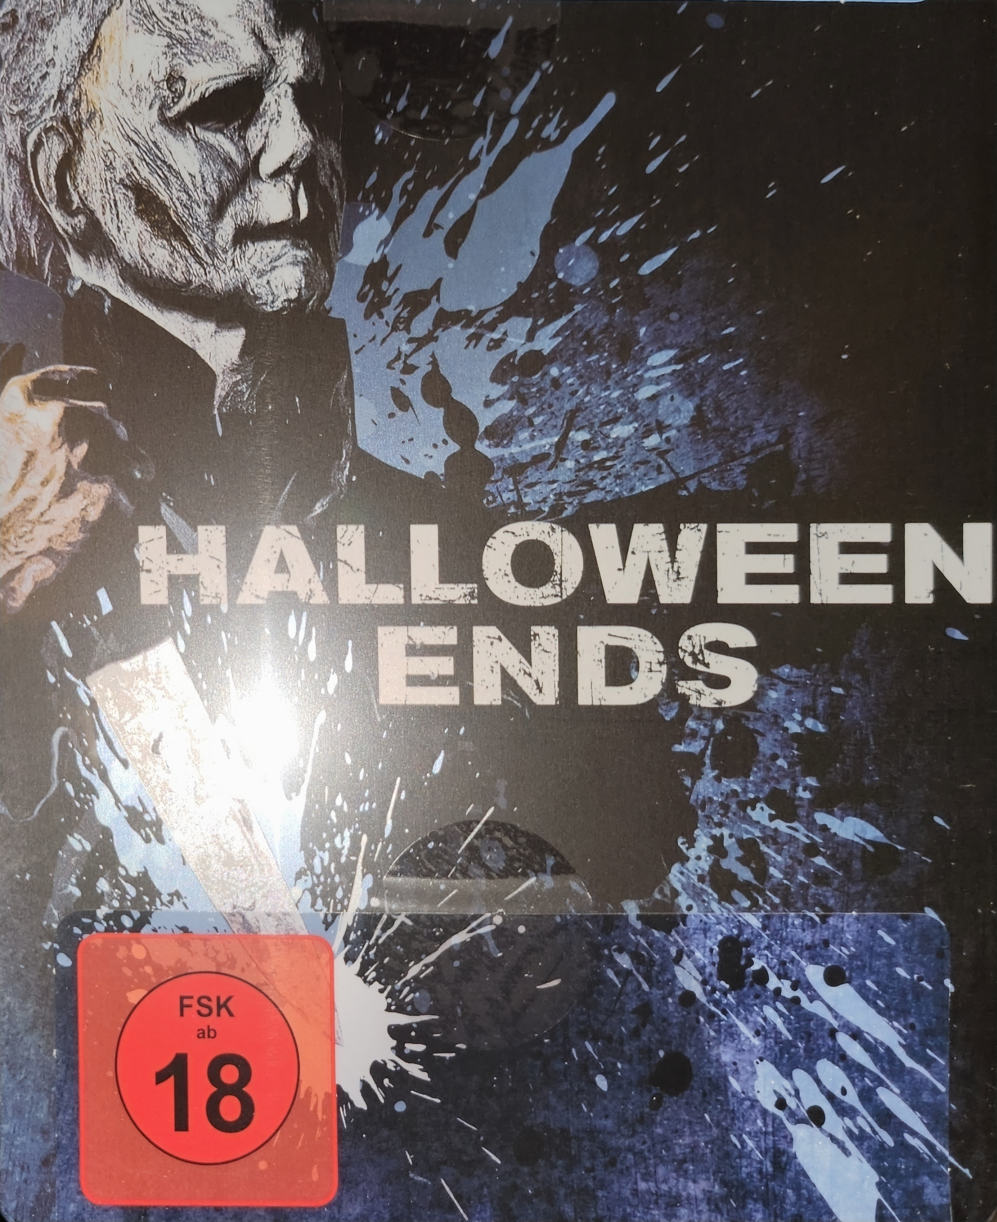 HALLOWEEN
ENDS
FSK
ab
18